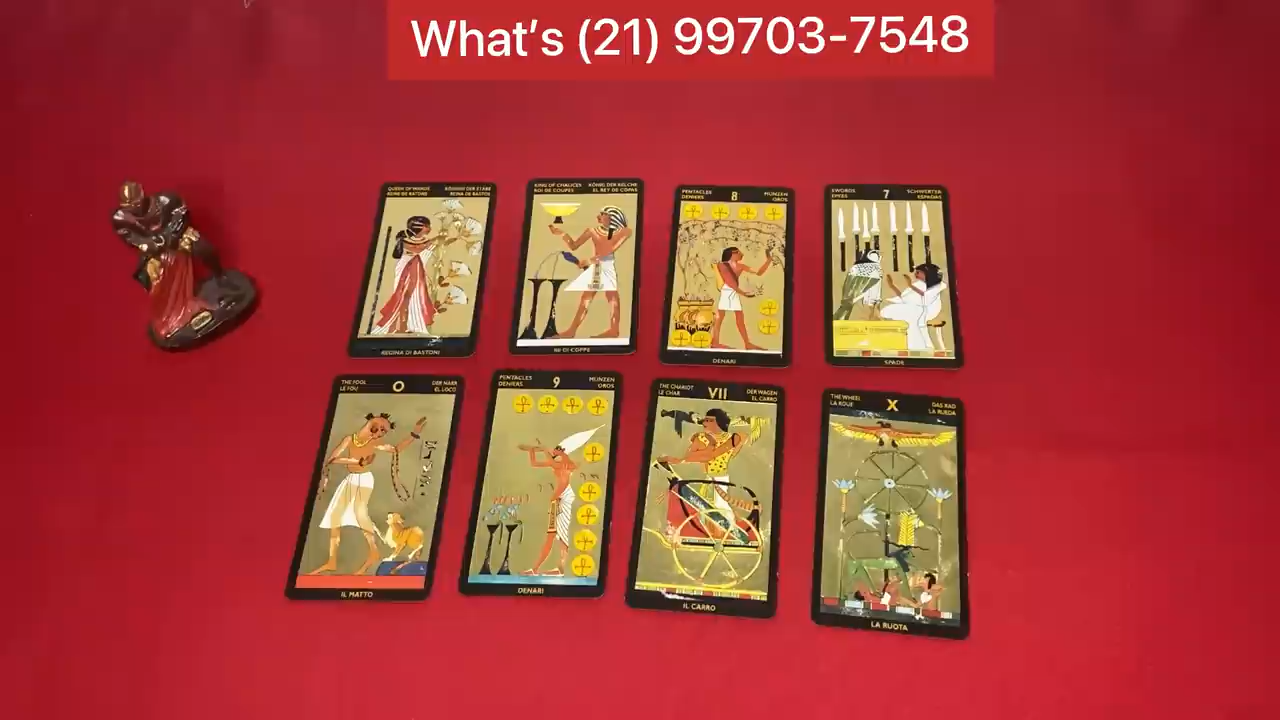 What's (21) 99703-7548
QUEEN OF WANDS
REINE DE BATONS
KÖNIGIN DER STÄBE
REINA DE BASTOS
REGINA DI BASTONI
KING OF CHALICES
ROI DE COUPES
KÖNIG DER KELCHE
EL REY DE COPAS
RE DI COPPE
PENTACLES
DENIERS
8
MÜNZEN
OROS
DENARI
SWORDS
EPEES
7
SCHWERTER
ESPADAS
SPADE
THE FOOL
LE FOU
O
DER NARR
EL LOCO
IL MATTO
PENTACLES
DENIERS
9
MÜNZEN
OROS
DENARI
THE CHARIOT
LE CHAR
VII
DER WAGEN
EL CARRO
IL CARRO
THE WHEEL
LA ROUE
X
DAS RAD
LA RUEDA
LA RUOTA